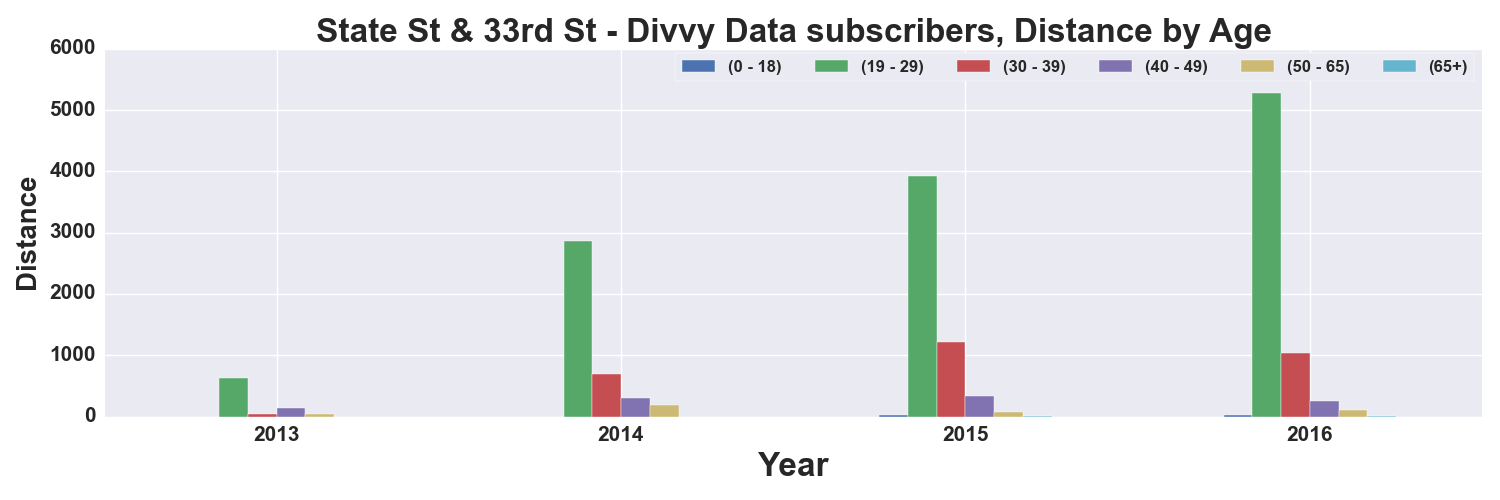 State St & 33rd St - Divvy Data subscribers, Distance by Age
6000
(0 - 18) (19 - 29) (30 - 39) (40 - 49) (50 - 65) (65+)
5000
4000
3000
2000
1000
0
Distance
2013 2014 2015 2016
Year